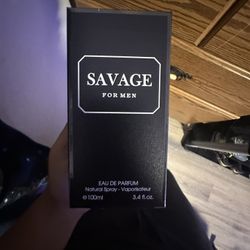 SAVAGE
FOR MEN
EAU DE PARFUM
Natural Spray - Vaporisateur
℮100ml 3.4 fl.oz.